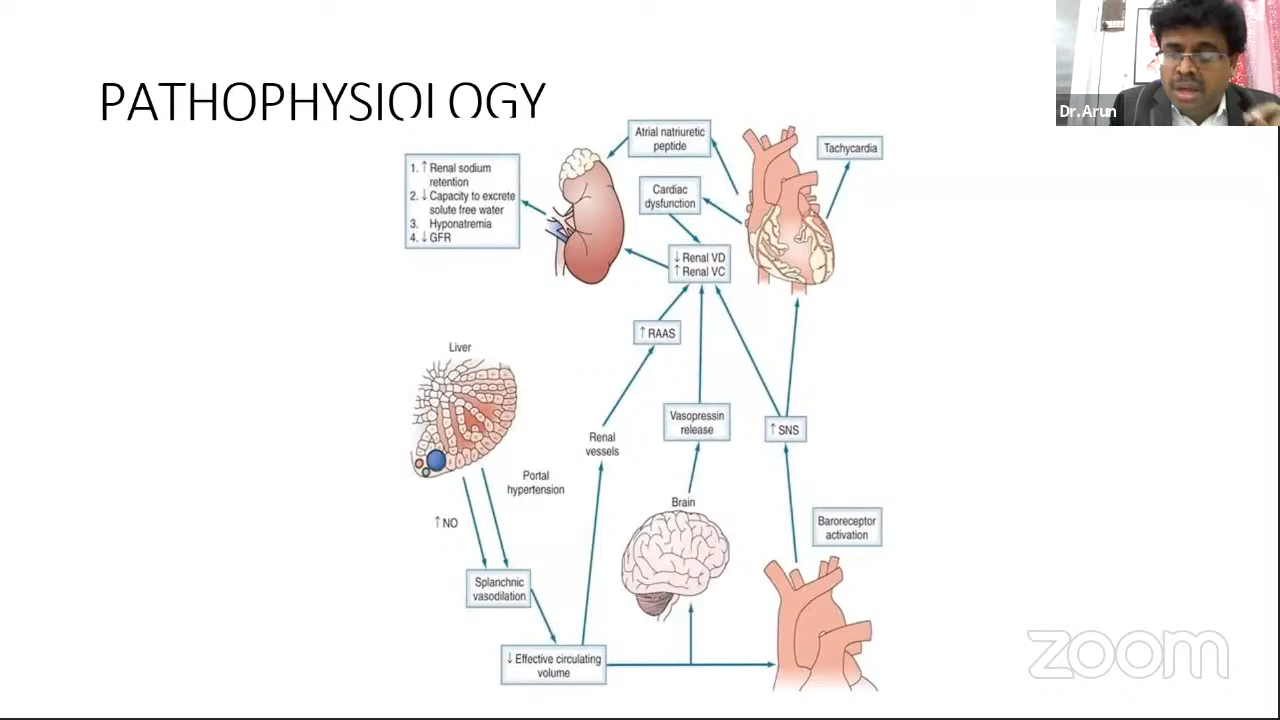 PATHOPHYSIOLOGY
Dr.Arun
Atrial natriuretic
peptide
Tachycardia
1. ↑ Renal sodium
retention
2. ↓ Capacity to excrete
solute free water
3. Hyponatremia
4. ↓ GFR
Cardiac
dysfunction
↓ Renal VD
↑ Renal VC
↑ RAAS
Liver
Vasopressin
release
↑ SNS
Renal
vessels
Portal
hypertension
↑ NO
Brain
Baroreceptor
activation
Splanchnic
vasodilation
↓ Effective circulating
volume
zoom